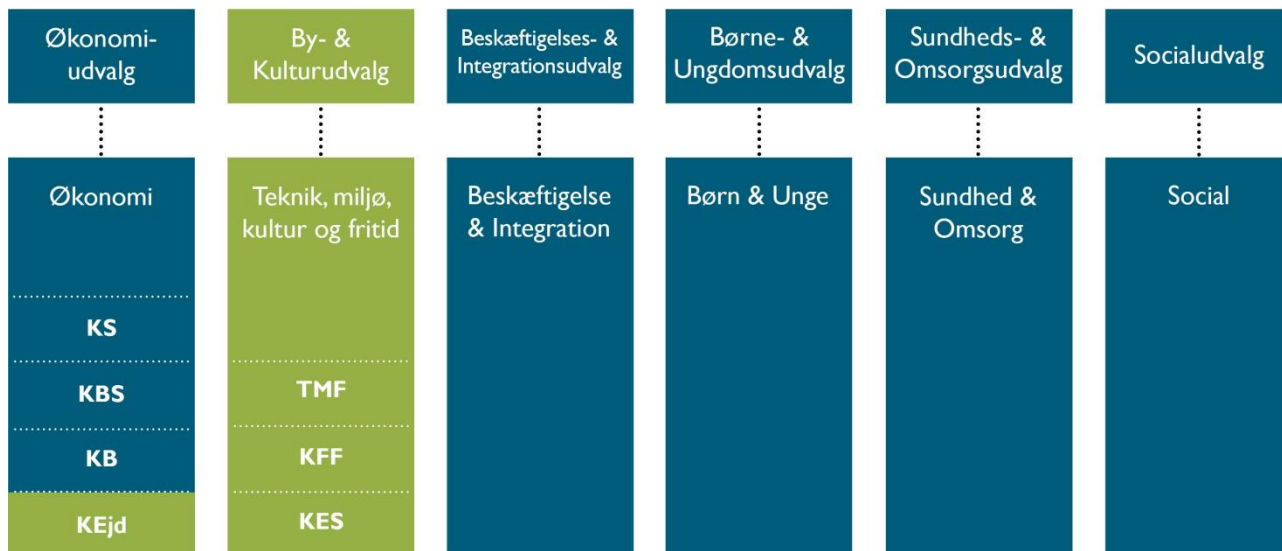 Økonomi-
udvalg
By- &
Kulturudvalg
Beskæftigelses- &
Integrationsudvalg
Børne- &
Ungdomsudvalg
Sundheds- &
Omsorgsudvalg
Socialudvalg
Økonomi
KS
KBS
KB
KEjd
Teknik, miljø,
kultur og fritid
TMF
KFF
KES
Beskæftigelse
& Integration
Børn & Unge
Sundhed &
Omsorg
Social